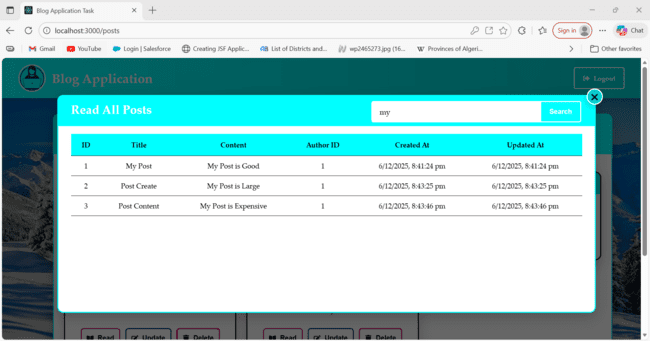 Blog Application Task
localhost:3000/posts
Sign in
Chat
Gmail
YouTube
Login | Salesforce
Creating JSF Applic...
List of Districts and...
wp2465273.jpg (16...
Provinces of Algeri...
Other favorites
Blog Application
Logout
Read All Posts
my
Search
ID Title Content Author ID Created At Updated At
1 My Post My Post is Good 1 6/12/2025, 8:41:24 pm 6/12/2025, 8:41:24 pm
2 Post Create My Post is Large 1 6/12/2025, 8:43:25 pm 6/12/2025, 8:43:25 pm
3 Post Content My Post is Expensive 1 6/12/2025, 8:43:46 pm 6/12/2025, 8:43:46 pm
Read Update Delete Read Update Delete